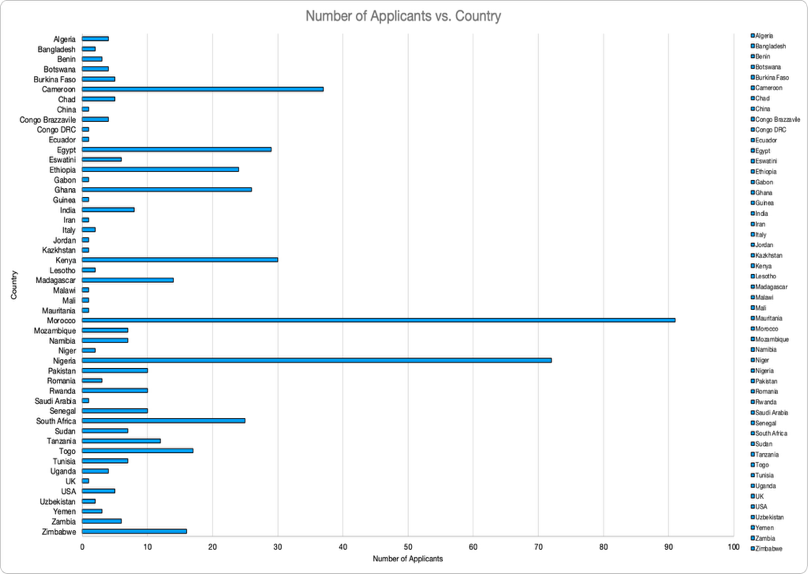 Number of Applicants vs. Country
Algeria
Bangladesh
Benin
Botswana
Burkina Faso
Cameroon
Chad
China
Congo Brazzavile
Congo DRC
Ecuador
Egypt
Eswatini
Ethiopia
Gabon
Ghana
Guinea
India
Iran
Italy
Jordan
Kazkhstan
Kenya
Lesotho
Madagascar
Malawi
Mali
Mauritania
Morocco
Mozambique
Namibia
Niger
Nigeria
Pakistan
Romania
Rwanda
Saudi Arabia
Senegal
South Africa
Sudan
Tanzania
Togo
Tunisia
Uganda
UK
USA
Uzbekistan
Yemen
Zambia
Zimbabwe
Country
0 10 20 30 40 50 60 70 80 90 100
Number of Applicants
Algeria
Bangladesh
Benin
Botswana
Burkina Faso
Cameroon
Chad
China
Congo Brazzavile
Congo DRC
Ecuador
Egypt
Eswatini
Ethiopia
Gabon
Ghana
Guinea
India
Iran
Italy
Jordan
Kazkhstan
Kenya
Lesotho
Madagascar
Malawi
Mali
Mauritania
Morocco
Mozambique
Namibia
Niger
Nigeria
Pakistan
Romania
Rwanda
Saudi Arabia
Senegal
South Africa
Sudan
Tanzania
Togo
Tunisia
Uganda
UK
USA
Uzbekistan
Yemen
Zambia
Zimbabwe